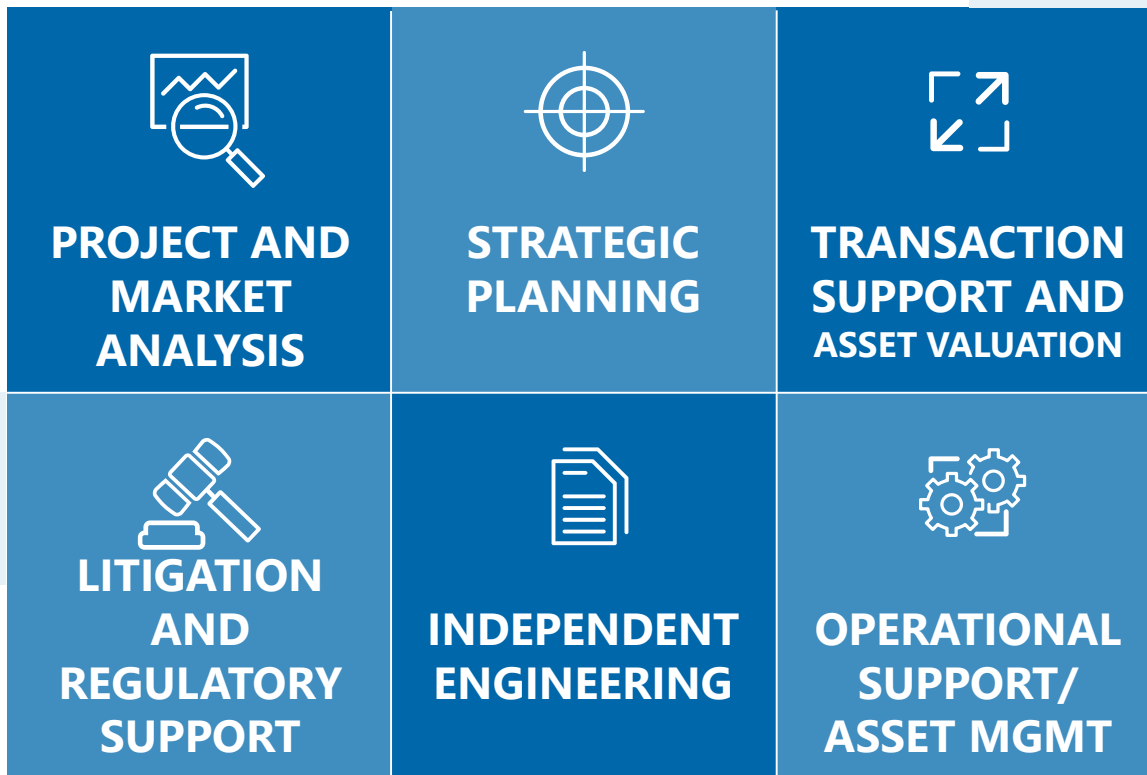 PROJECT AND
MARKET
ANALYSIS
STRATEGIC
PLANNING
TRANSACTION
SUPPORT AND
ASSET VALUATION
LITIGATION
AND
REGULATORY
SUPPORT
INDEPENDENT
ENGINEERING
OPERATIONAL
SUPPORT/
ASSET MGMT